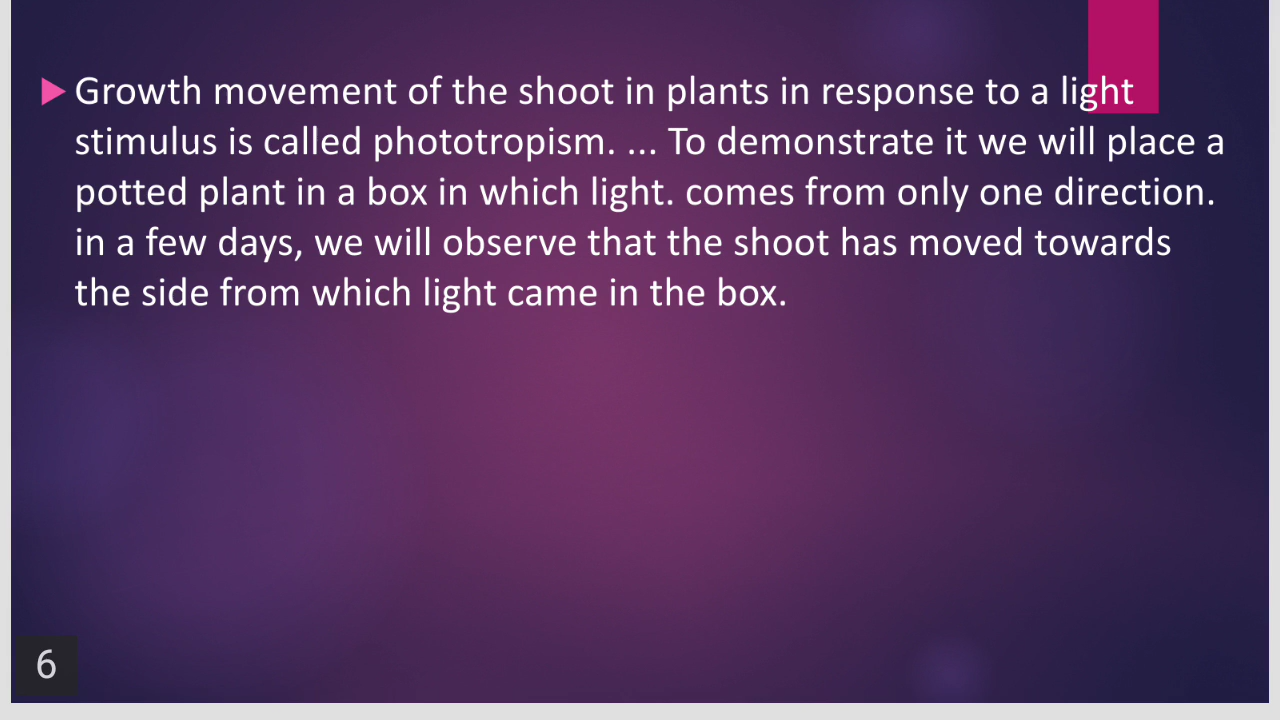 Growth movement of the shoot in plants in response to a light
stimulus is called phototropism. ... To demonstrate it we will place a
potted plant in a box in which light. comes from only one direction.
in a few days, we will observe that the shoot has moved towards
the side from which light came in the box.
6